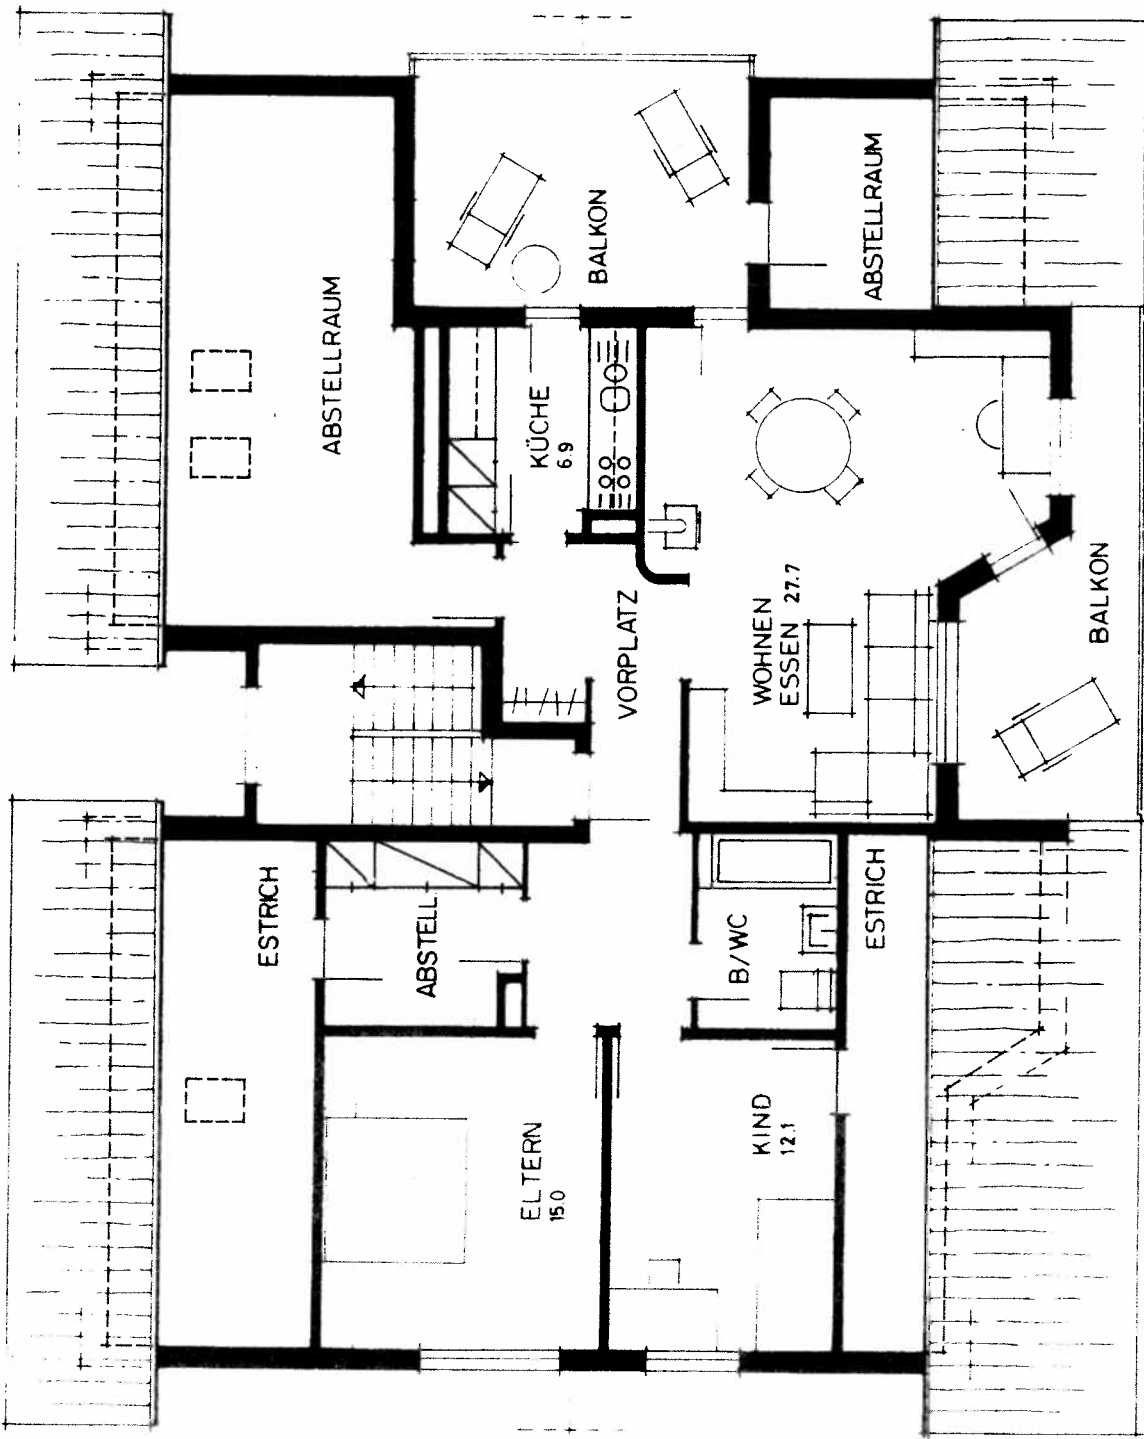 ABSTELLRAUM
BALKON
ABSTELLRAUM
KÜCHE
6.9
VORPLATZ
WOHNEN
ESSEN 27.7
BALKON
ESTRICH
ABSTELL.
B/WC
ESTRICH
ELTERN
15.0
KIND
12.1